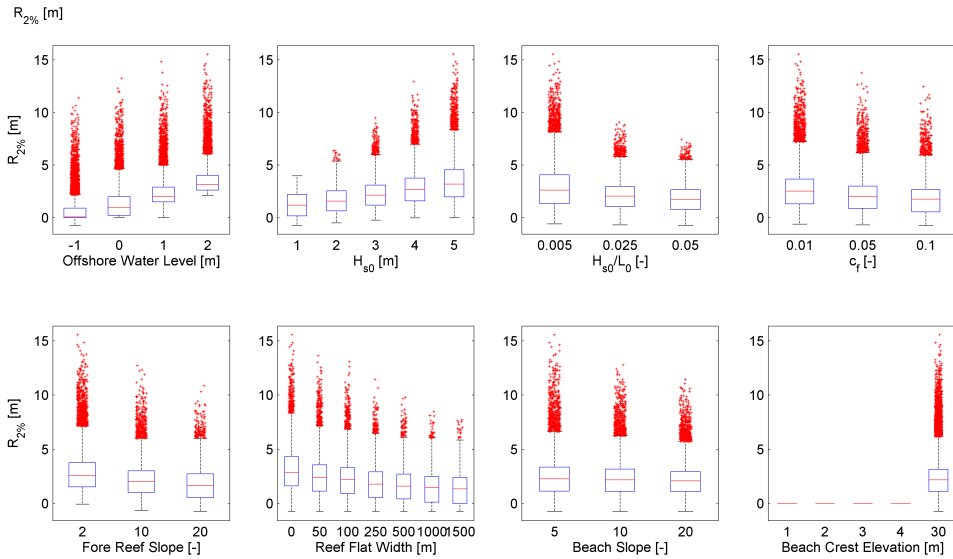 R2% [m]
15
10
5
0
R2% [m]
-1 0 1 2
Offshore Water Level [m]
15
10
5
0
1 2 3 4 5
Hs0 [m]
15
10
5
0
0.005 0.025 0.05
Hs0/L0 [-]
15
10
5
0
0.01 0.05 0.1
cf [-]
15
10
5
0
R2% [m]
2 10 20
Fore Reef Slope [-]
15
10
5
0
0 50 100 250 500 1000 1500
Reef Flat Width [m]
15
10
5
0
5 10 20
Beach Slope [-]
15
10
5
0
1 2 3 4 30
Beach Crest Elevation [m]